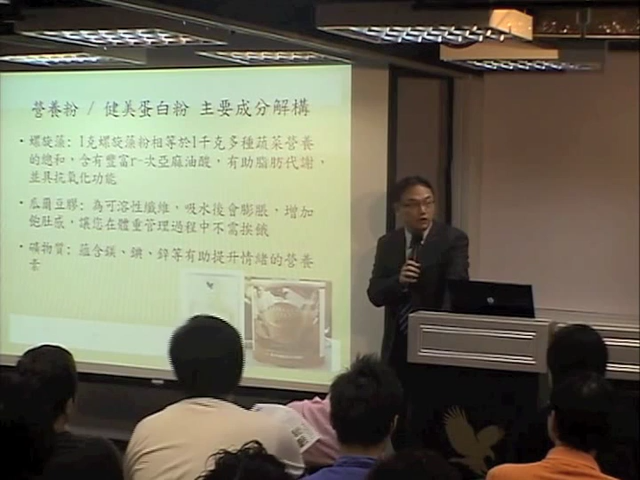 營養粉 / 健美蛋白粉 主要成分解構
• 螺旋藻: 1克螺旋藻粉相等於1千克多種蔬菜營養
的總和，含有豐富r-次亞麻油酸，有助脂肪代謝，
並具抗氧化功能
• 瓜爾豆膠: 為可溶性纖維，吸水後會膨脹，增加
飽肚感，讓您在體重管理過程中不需挨餓
• 礦物質: 蘊含鎂、碘、鋅等有助提升情緒的營養
素